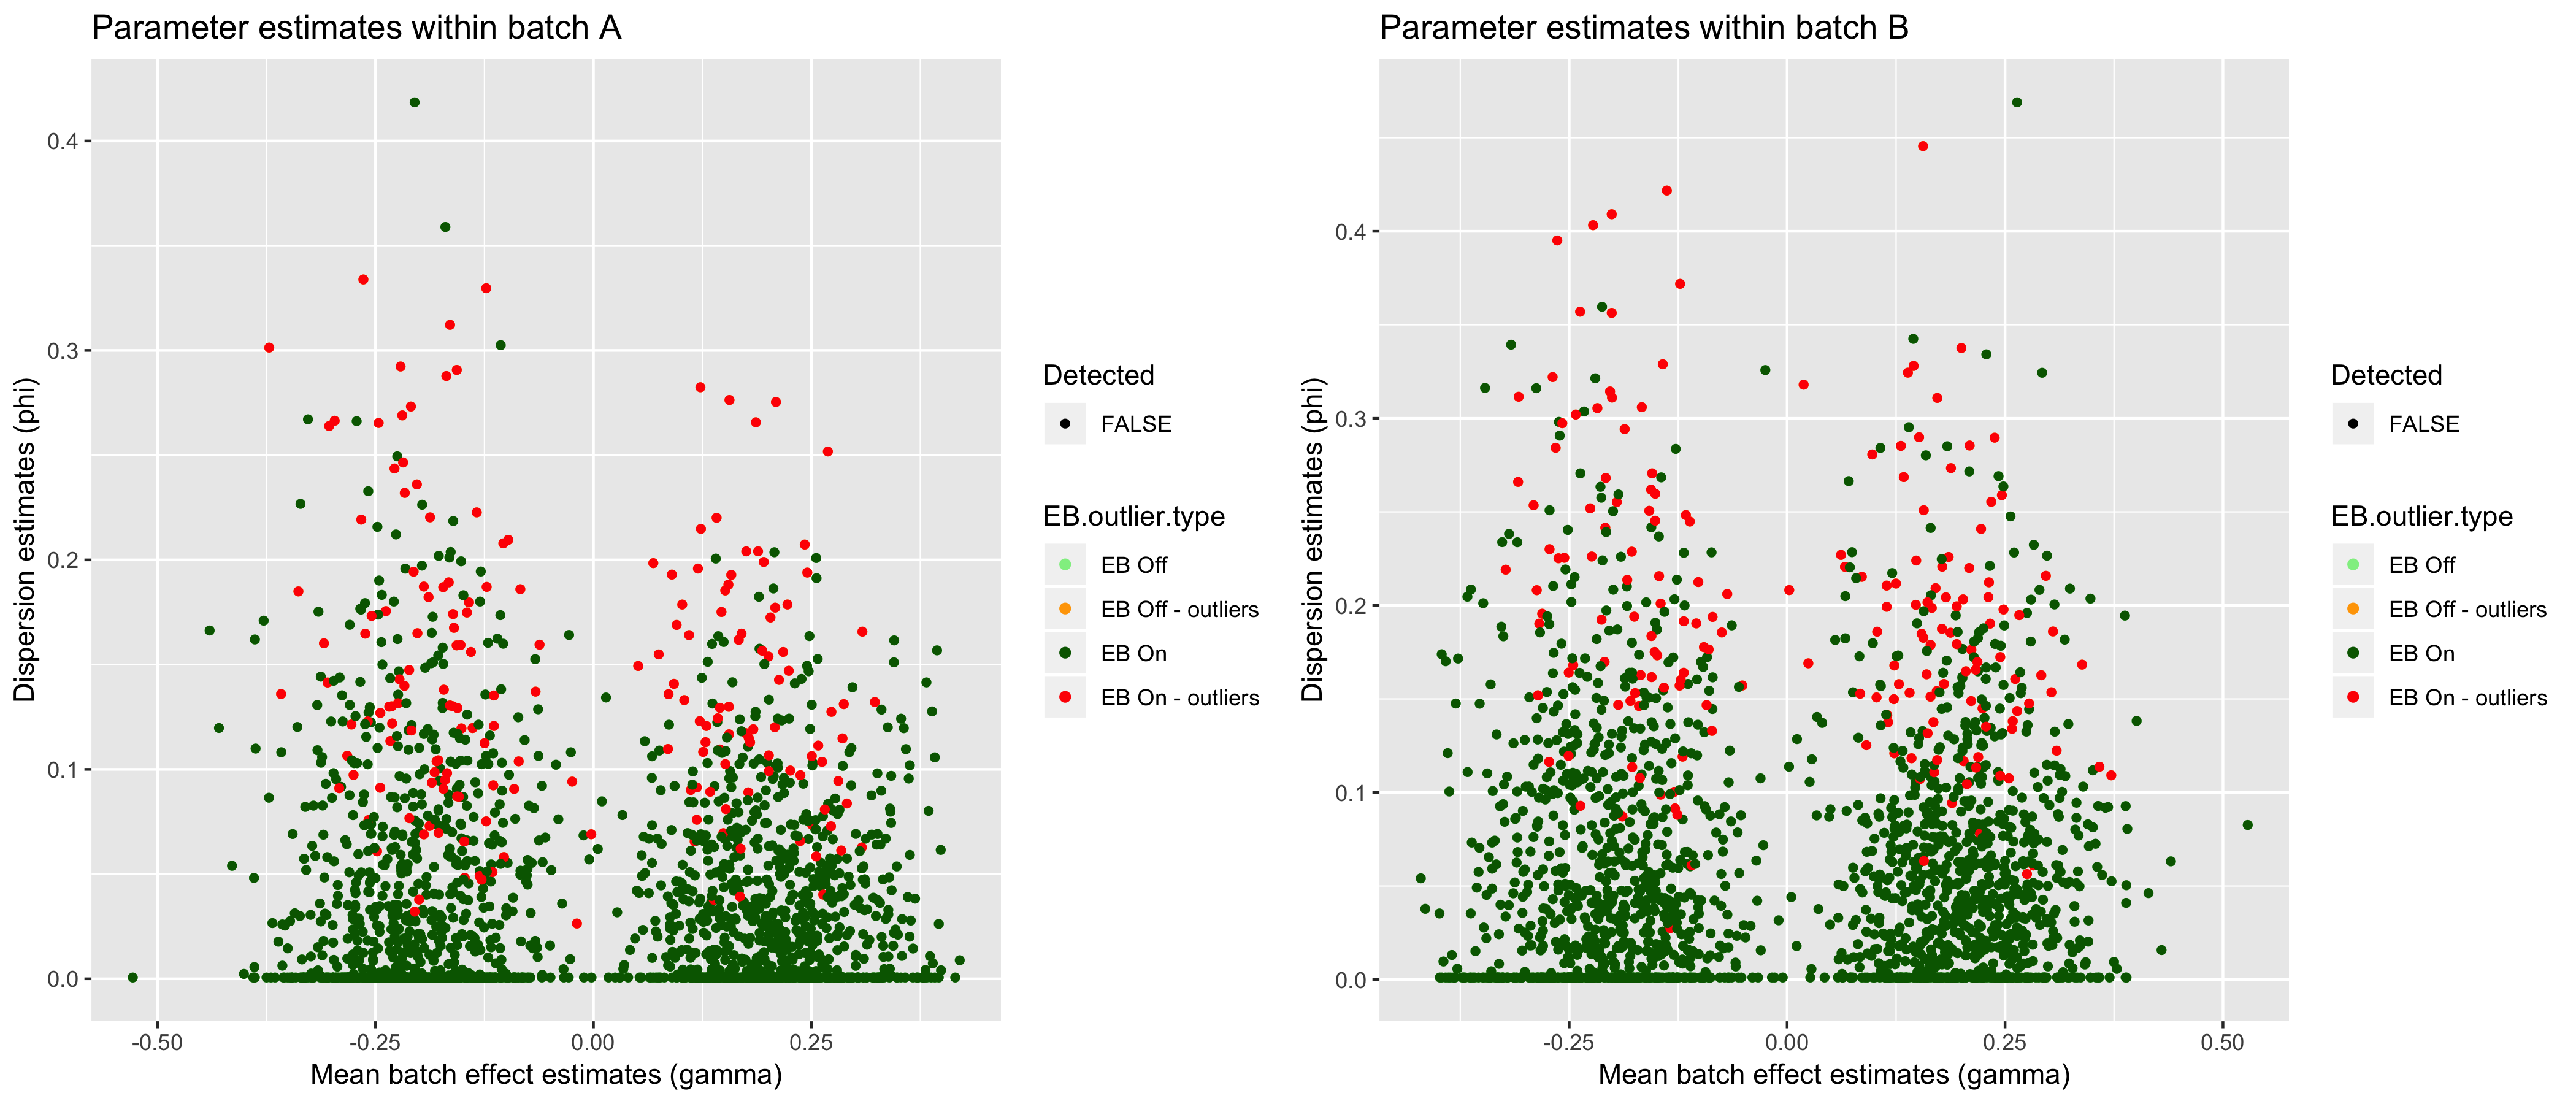 Parameter estimates within batch A
Dispersion estimates (phi)
0.4
0.3
0.2
0.1
0.0
-0.50
-0.25
0.00
0.25
Mean batch effect estimates (gamma)
Detected
FALSE
EB.outlier.type
EB Off
EB Off - outliers
EB On
EB On - outliers
Parameter estimates within batch B
Dispersion estimates (phi)
0.4
0.3
0.2
0.1
0.0
-0.25
0.00
0.25
0.50
Mean batch effect estimates (gamma)
Detected
FALSE
EB.outlier.type
EB Off
EB Off - outliers
EB On
EB On - outliers